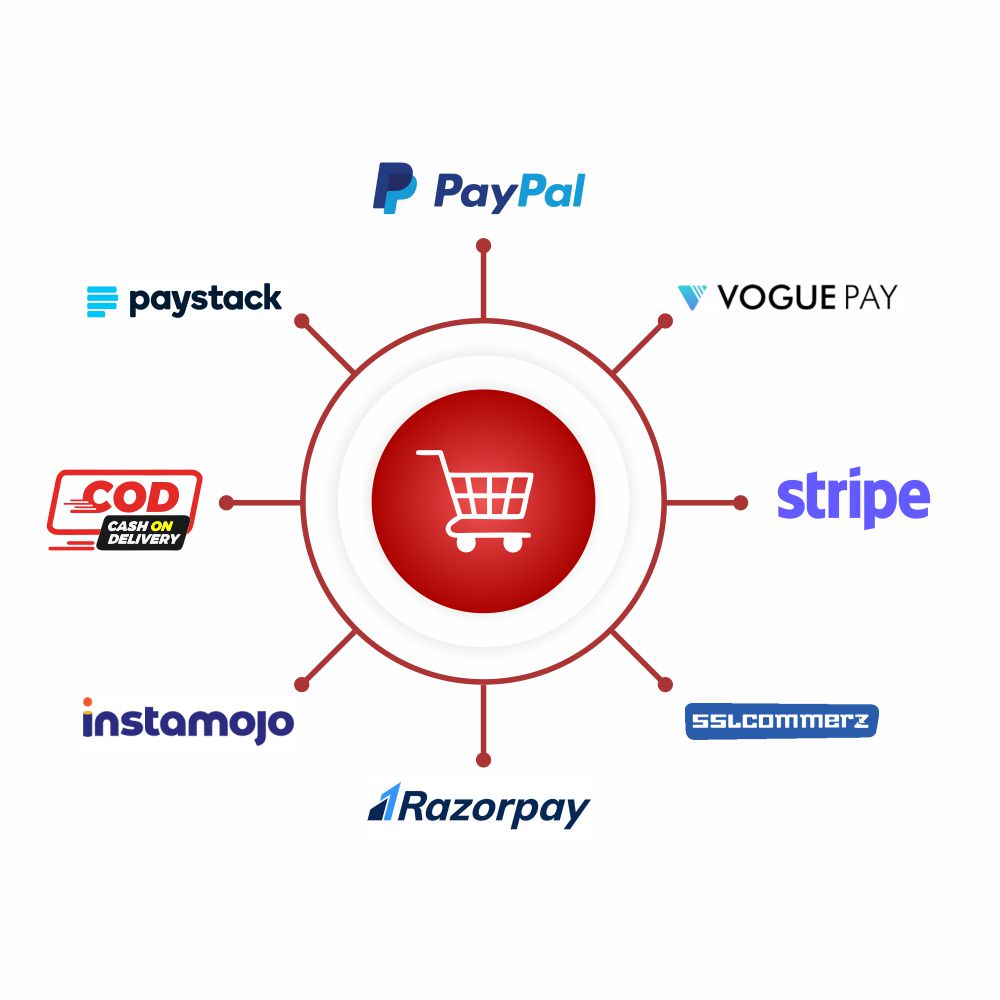 PayPal
paystack
VOGUE PAY
COD
CASH ON
DELIVERY
stripe
instamojo
SSLCOMMERZ
Razorpay